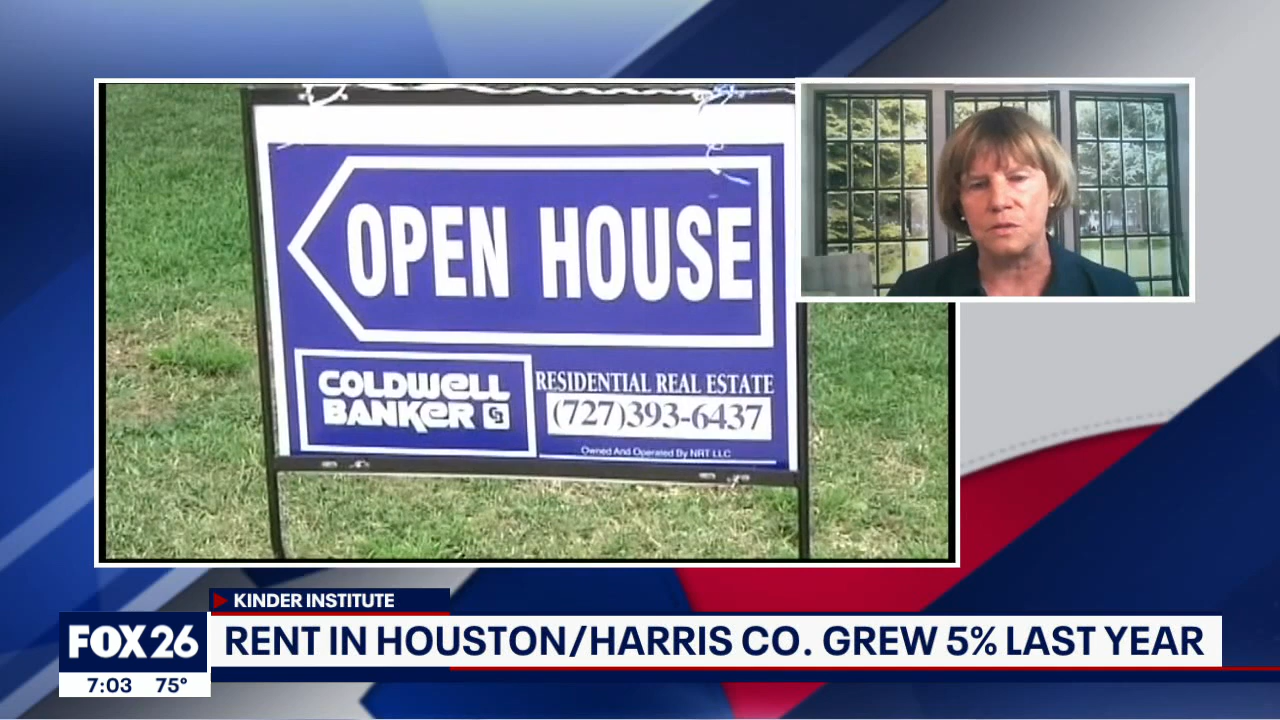 OPEN HOUSE
COLDWELL
BANKER CB
RESIDENTIAL REAL ESTATE
(727)393-6437
Owned And Operated By NRT LLC
KINDER INSTITUTE
FOX 26
RENT IN HOUSTON/HARRIS CO. GREW 5% LAST YEAR
7:03 75°